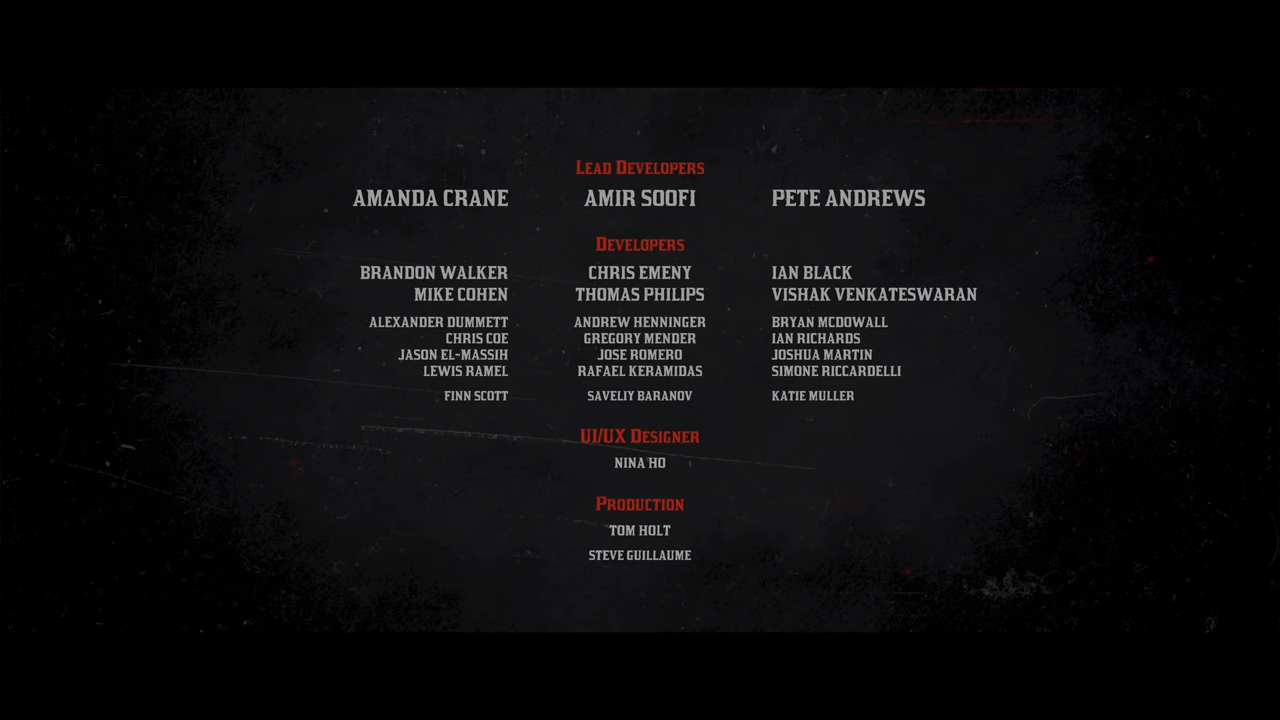 Lead Developers
AMANDA CRANE AMIR SOOFI PETE ANDREWS
Developers
BRANDON WALKER CHRIS EMENY IAN BLACK
MIKE COHEN THOMAS PHILIPS VISHAK VENKATESWARAN
ALEXANDER DUMMETT ANDREW HENNINGER BRYAN MCDOWALL
CHRIS COE GREGORY MENDER IAN RICHARDS
JASON EL-MASSIH JOSE ROMERO JOSHUA MARTIN
LEWIS RAMEL RAFAEL KERAMIDAS SIMONE RICCARDELLI
FINN SCOTT SAVELIY BARANOV KATIE MULLER
UI/UX Designer
NINA HO
Production
TOM HOLT
STEVE GUILLAUME